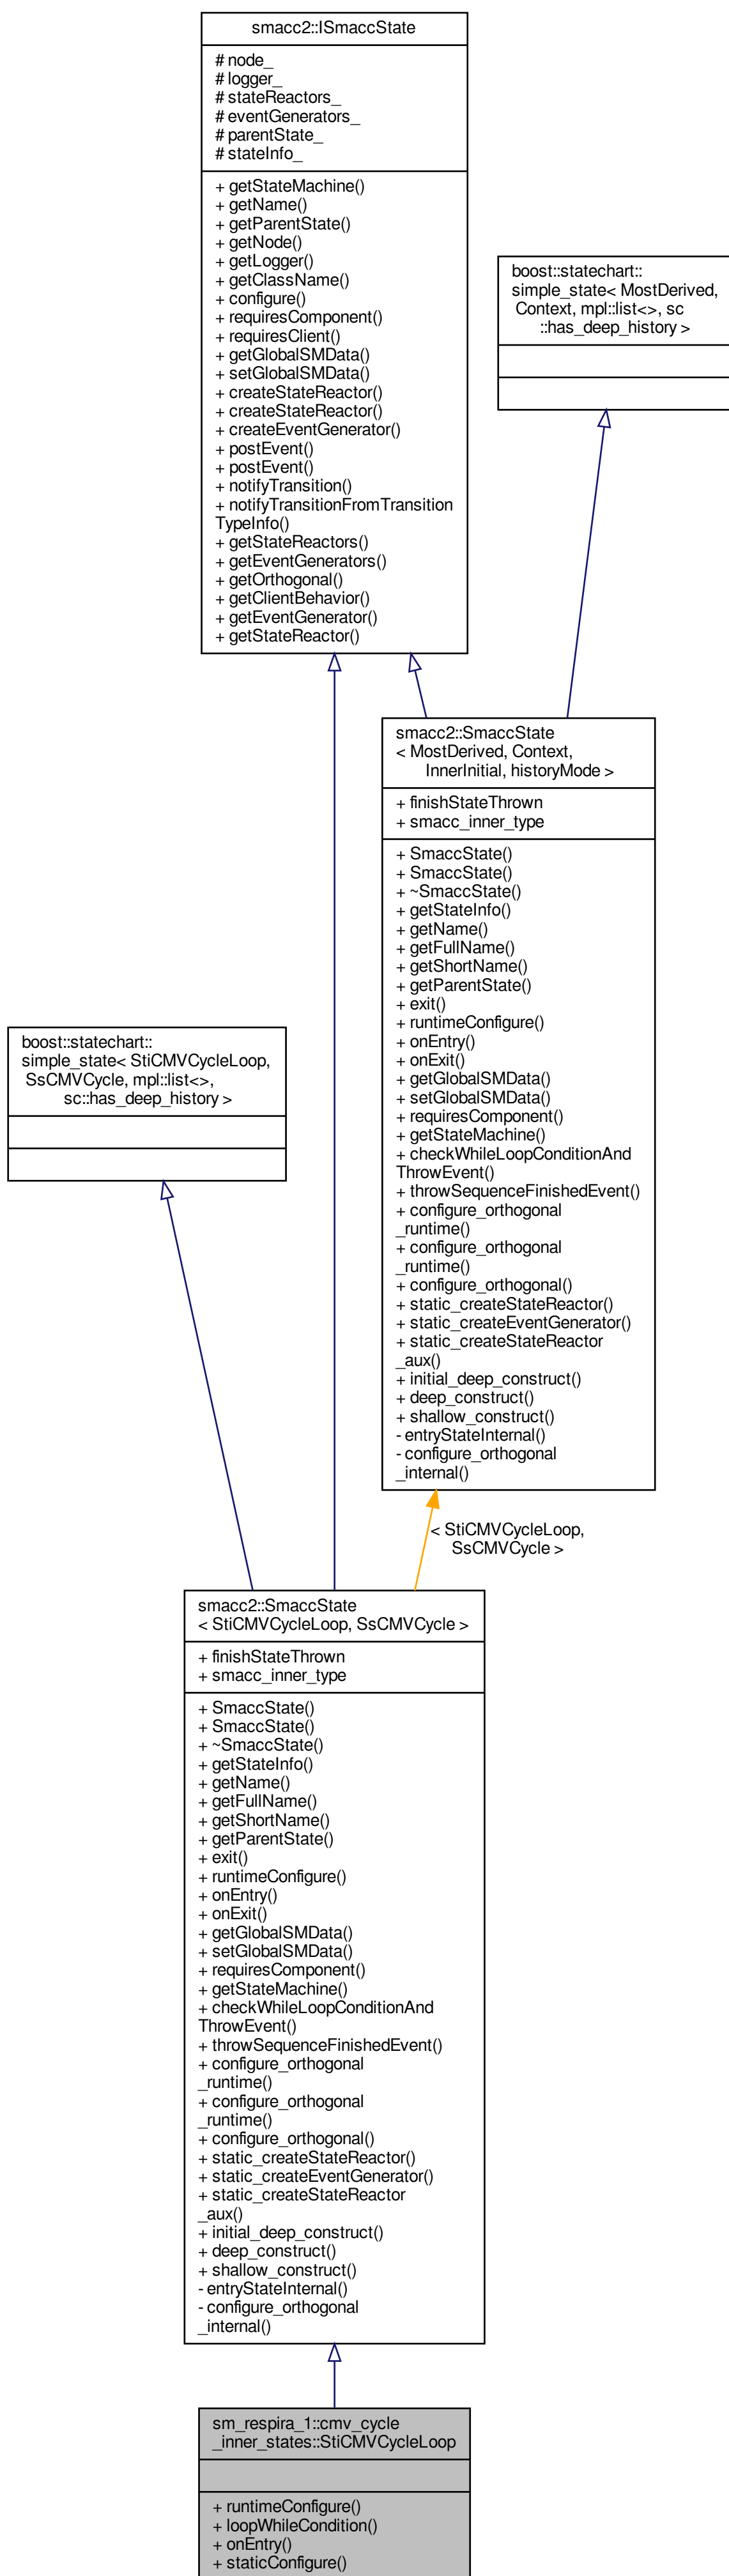 smacc2::ISmaccState
# node_
# logger_
# stateReactors_
# eventGenerators_
# parentState_
# stateInfo_
+ getStateMachine()
+ getName()
+ getParentState()
+ getNode()
+ getLogger()
+ getClassName()
+ configure()
+ requiresComponent()
+ requiresClient()
+ getGlobalSMData()
+ setGlobalSMData()
+ createStateReactor()
+ createStateReactor()
+ createEventGenerator()
+ postEvent()
+ postEvent()
+ notifyTransition()
+ notifyTransitionFromTransition
TypeInfo()
+ getStateReactors()
+ getEventGenerators()
+ getOrthogonal()
+ getClientBehavior()
+ getEventGenerator()
+ getStateReactor()
boost::statechart::
simple_state< MostDerived,
Context, mpl::list<>, sc
::has_deep_history >
smacc2::SmaccState
< MostDerived, Context,
InnerInitial, historyMode >
+ finishStateThrown
+ smacc_inner_type
+ SmaccState()
+ SmaccState()
+ ~SmaccState()
+ getStateInfo()
+ getName()
+ getFullName()
+ getShortName()
+ getParentState()
+ exit()
+ runtimeConfigure()
+ onEntry()
+ onExit()
+ getGlobalSMData()
+ setGlobalSMData()
+ requiresComponent()
+ getStateMachine()
+ checkWhileLoopConditionAnd
ThrowEvent()
+ throwSequenceFinishedEvent()
+ configure_orthogonal
_runtime()
+ configure_orthogonal
_runtime()
+ configure_orthogonal()
+ static_createStateReactor()
+ static_createEventGenerator()
+ static_createStateReactor
_aux()
+ initial_deep_construct()
+ deep_construct()
+ shallow_construct()
- entryStateInternal()
- configure_orthogonal
_internal()
boost::statechart::
simple_state< StiCMVCycleLoop,
SsCMVCycle, mpl::list<>,
sc::has_deep_history >
< StiCMVCycleLoop,
SsCMVCycle >
smacc2::SmaccState
< StiCMVCycleLoop, SsCMVCycle >
+ finishStateThrown
+ smacc_inner_type
+ SmaccState()
+ SmaccState()
+ ~SmaccState()
+ getStateInfo()
+ getName()
+ getFullName()
+ getShortName()
+ getParentState()
+ exit()
+ runtimeConfigure()
+ onEntry()
+ onExit()
+ getGlobalSMData()
+ setGlobalSMData()
+ requiresComponent()
+ getStateMachine()
+ checkWhileLoopConditionAnd
ThrowEvent()
+ throwSequenceFinishedEvent()
+ configure_orthogonal
_runtime()
+ configure_orthogonal
_runtime()
+ configure_orthogonal()
+ static_createStateReactor()
+ static_createEventGenerator()
+ static_createStateReactor
_aux()
+ initial_deep_construct()
+ deep_construct()
+ shallow_construct()
- entryStateInternal()
- configure_orthogonal
_internal()
sm_respira_1::cmv_cycle
_inner_states::StiCMVCycleLoop
+ runtimeConfigure()
+ loopWhileCondition()
+ onEntry()
+ staticConfigure()